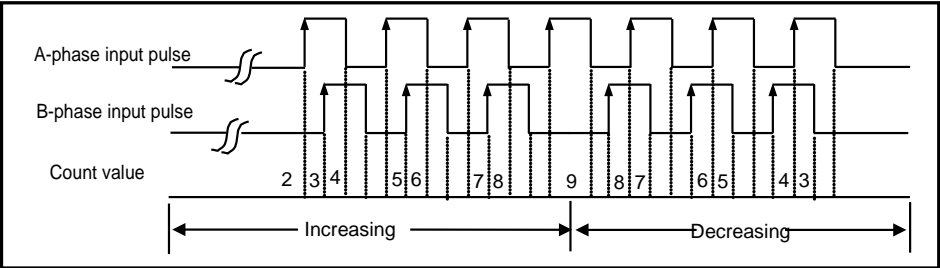 A-phase input pulse
B-phase input pulse
Count value 2 3 4 5 6 7 8 9 8 7 6 5 4 3
Increasing Decreasing